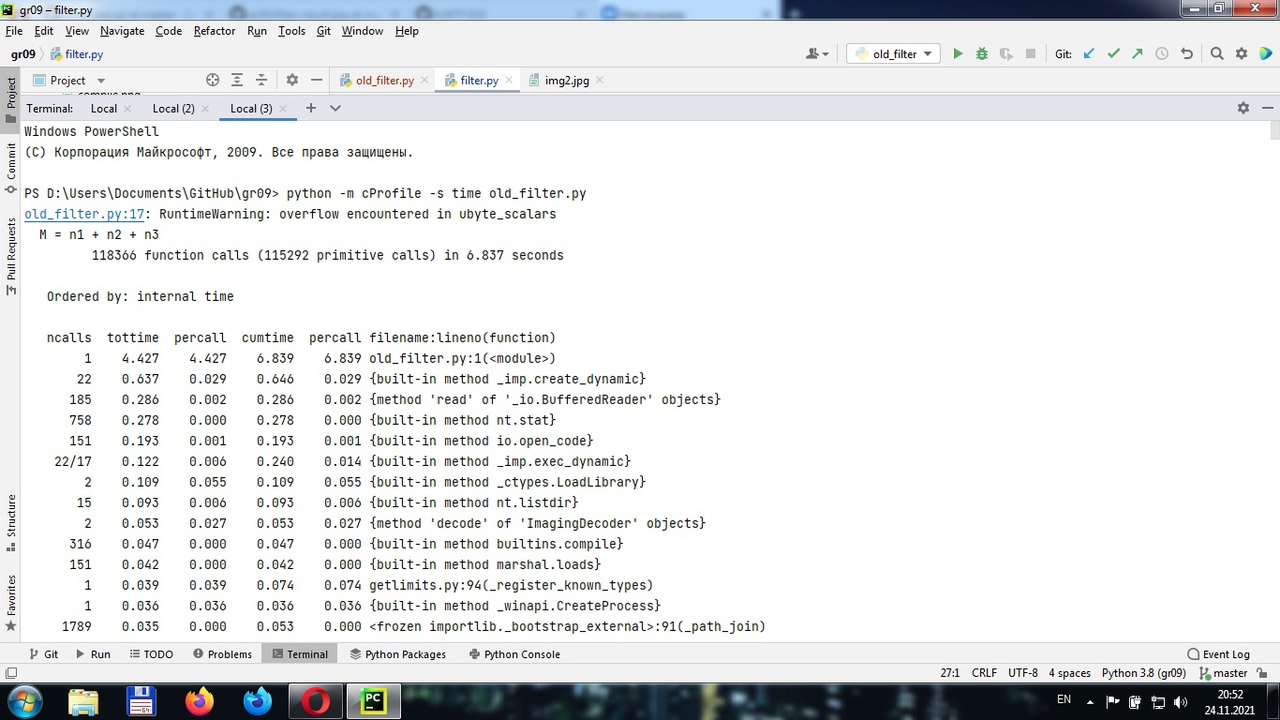 gr09 – filter.py
File Edit View Navigate Code Refactor Run Tools Git Window Help
gr09 filter.py old_filter Git:
Project old_filter.py filter.py img2.jpg
Terminal: Local Local (2) Local (3)
Windows PowerShell
(C) Корпорация Майкрософт, 2009. Все права защищены.
PS D:\Users\Documents\GitHub\gr09> python -m cProfile -s time old_filter.py
old_filter.py:17: RuntimeWarning: overflow encountered in ubyte_scalars
M = n1 + n2 + n3
118366 function calls (115292 primitive calls) in 6.837 seconds
Ordered by: internal time
ncalls tottime percall cumtime percall filename:lineno(function)
1 4.427 4.427 6.839 6.839 old_filter.py:1(<module>)
22 0.637 0.029 0.646 0.029 {built-in method _imp.create_dynamic}
185 0.286 0.002 0.286 0.002 {method 'read' of '_io.BufferedReader' objects}
758 0.278 0.000 0.278 0.000 {built-in method nt.stat}
151 0.193 0.001 0.193 0.001 {built-in method io.open_code}
22/17 0.122 0.006 0.240 0.014 {built-in method _imp.exec_dynamic}
2 0.109 0.055 0.109 0.055 {built-in method _ctypes.LoadLibrary}
15 0.093 0.006 0.093 0.006 {built-in method nt.listdir}
2 0.053 0.027 0.053 0.027 {method 'decode' of 'ImagingDecoder' objects}
316 0.047 0.000 0.047 0.000 {built-in method builtins.compile}
151 0.042 0.000 0.042 0.000 {built-in method marshal.loads}
1 0.039 0.039 0.074 0.074 getlimits.py:94(_register_known_types)
1 0.036 0.036 0.036 0.036 {built-in method _winapi.CreateProcess}
1789 0.035 0.000 0.053 0.000 <frozen importlib._bootstrap_external>:91(_path_join)
Project
Commit
Pull Requests
Structure
Favorites
Git Run TODO Problems Terminal Python Packages Python Console Event Log
27:1 CRLF UTF-8 4 spaces Python 3.8 (gr09) master
PC EN 20:52
24.11.2021